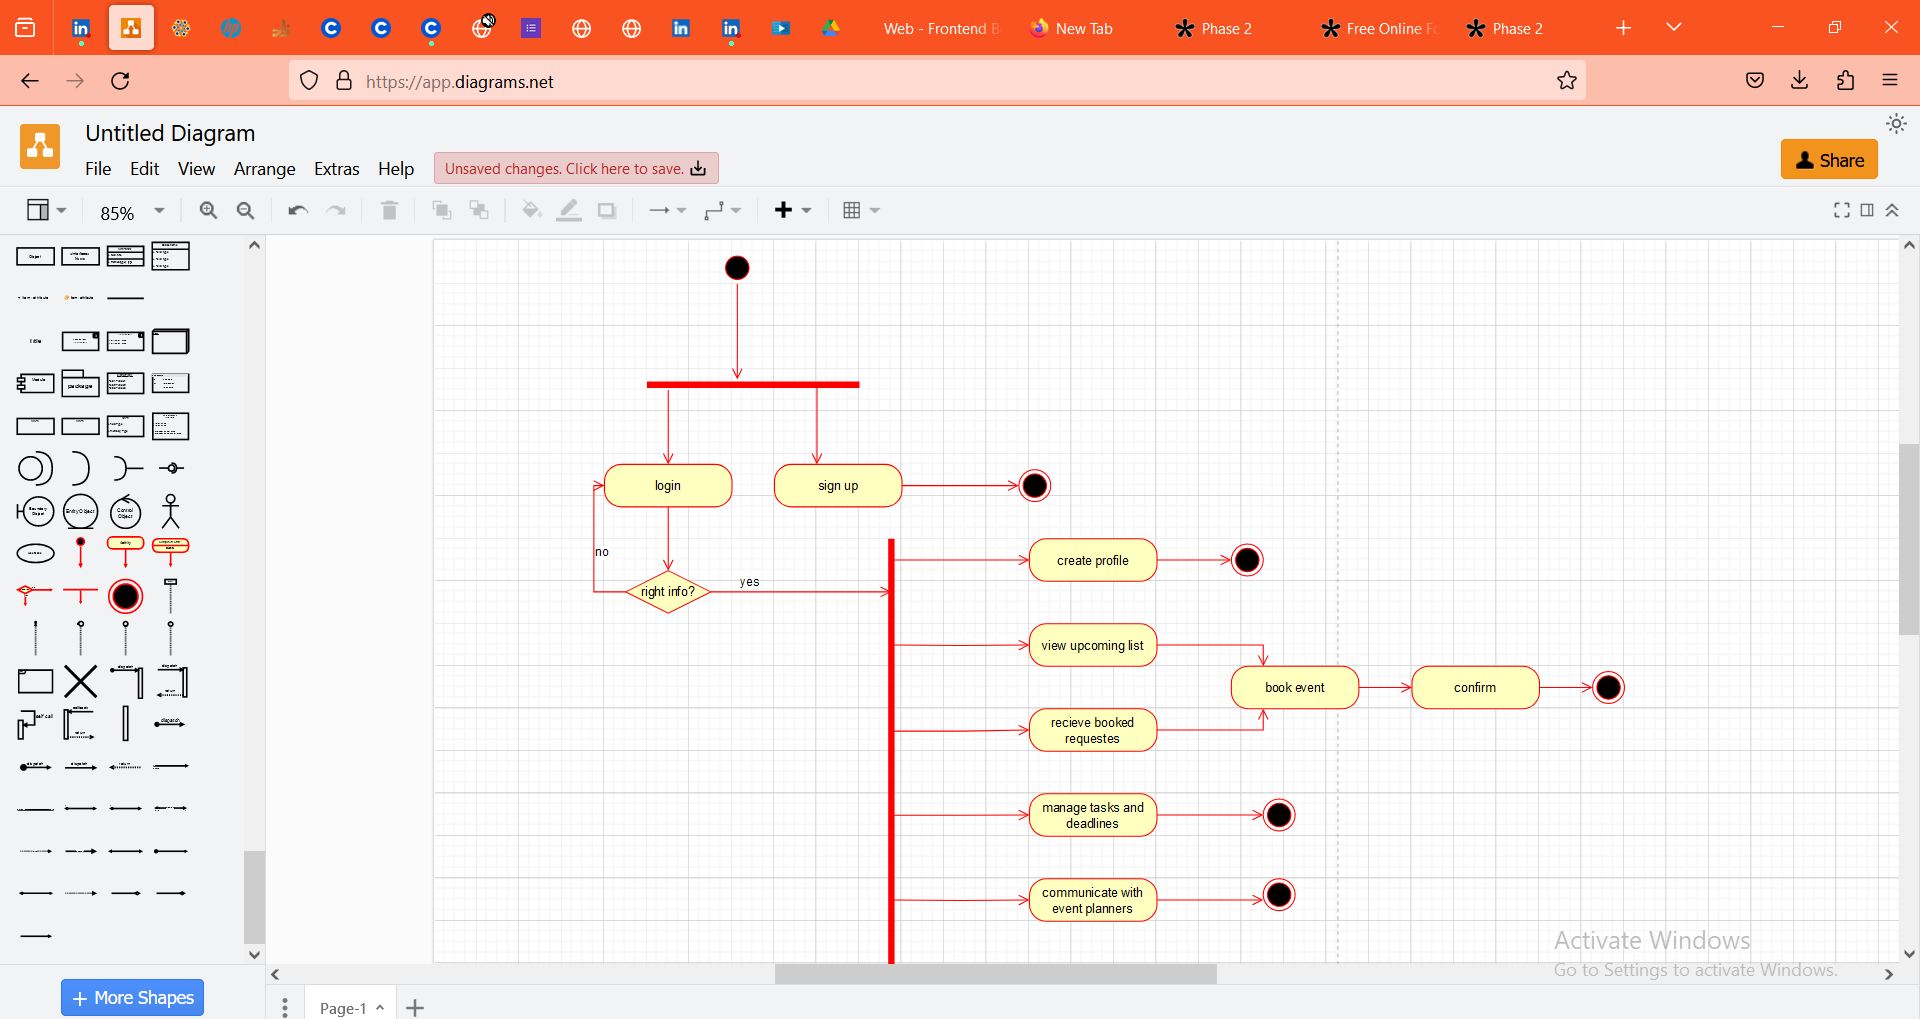 Web - Frontend B
New Tab
Phase 2
Free Online Fo
Phase 2
https://app.diagrams.net
Untitled Diagram
File Edit View Arrange Extras Help
Unsaved changes. Click here to save.
Share
85%
Title
package
login
sign up
no
right info?
yes
create profile
view upcoming list
book event
confirm
recieve booked
requestes
manage tasks and
deadlines
communicate with
event planners
Activate Windows
Go to Settings to activate Windows.
More Shapes
Page-1